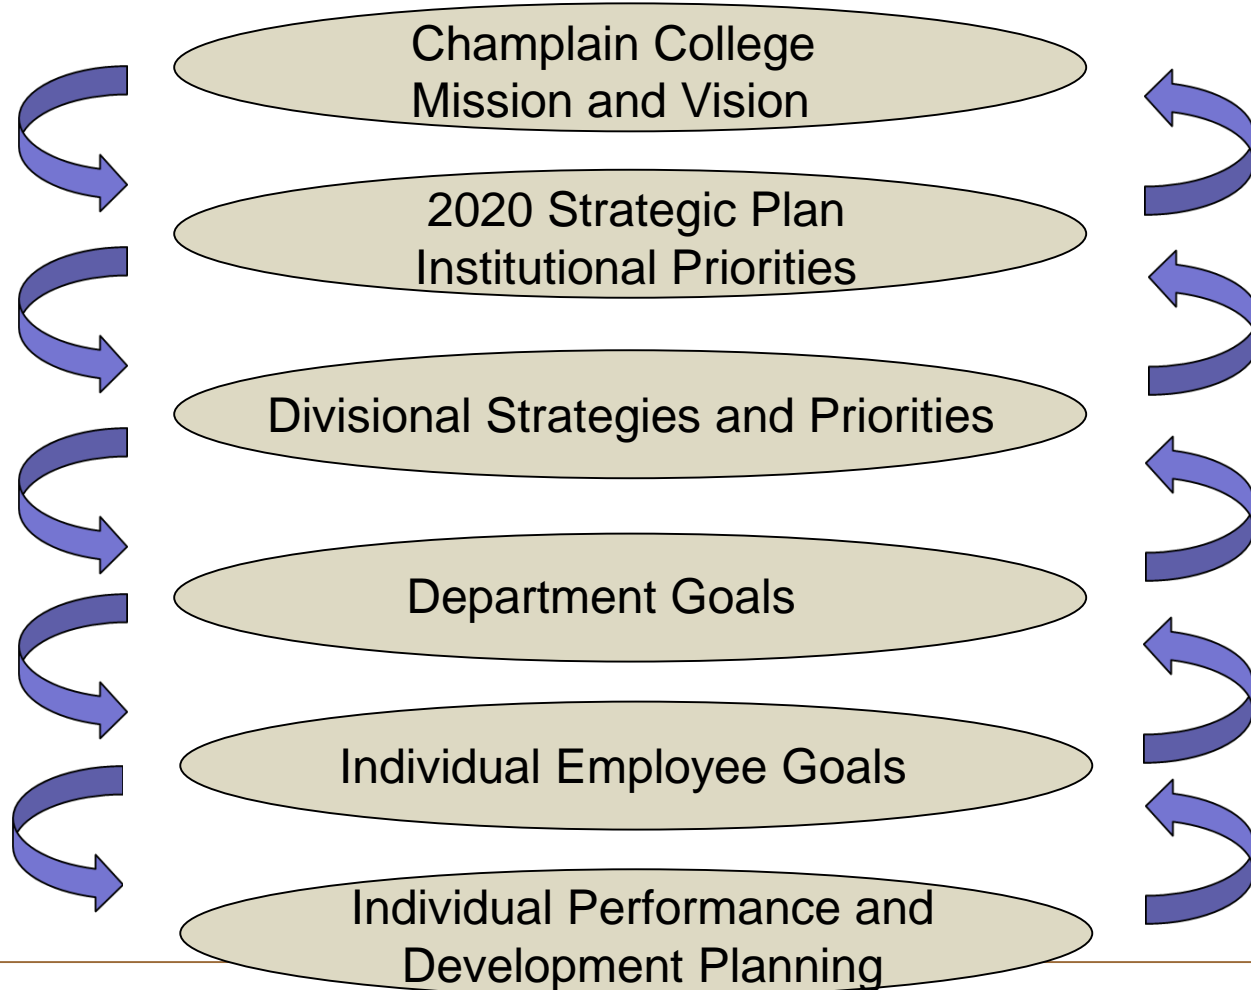 Champlain College
Mission and Vision
2020 Strategic Plan
Institutional Priorities
Divisional Strategies and Priorities
Department Goals
Individual Employee Goals
Individual Performance and
Development Planning